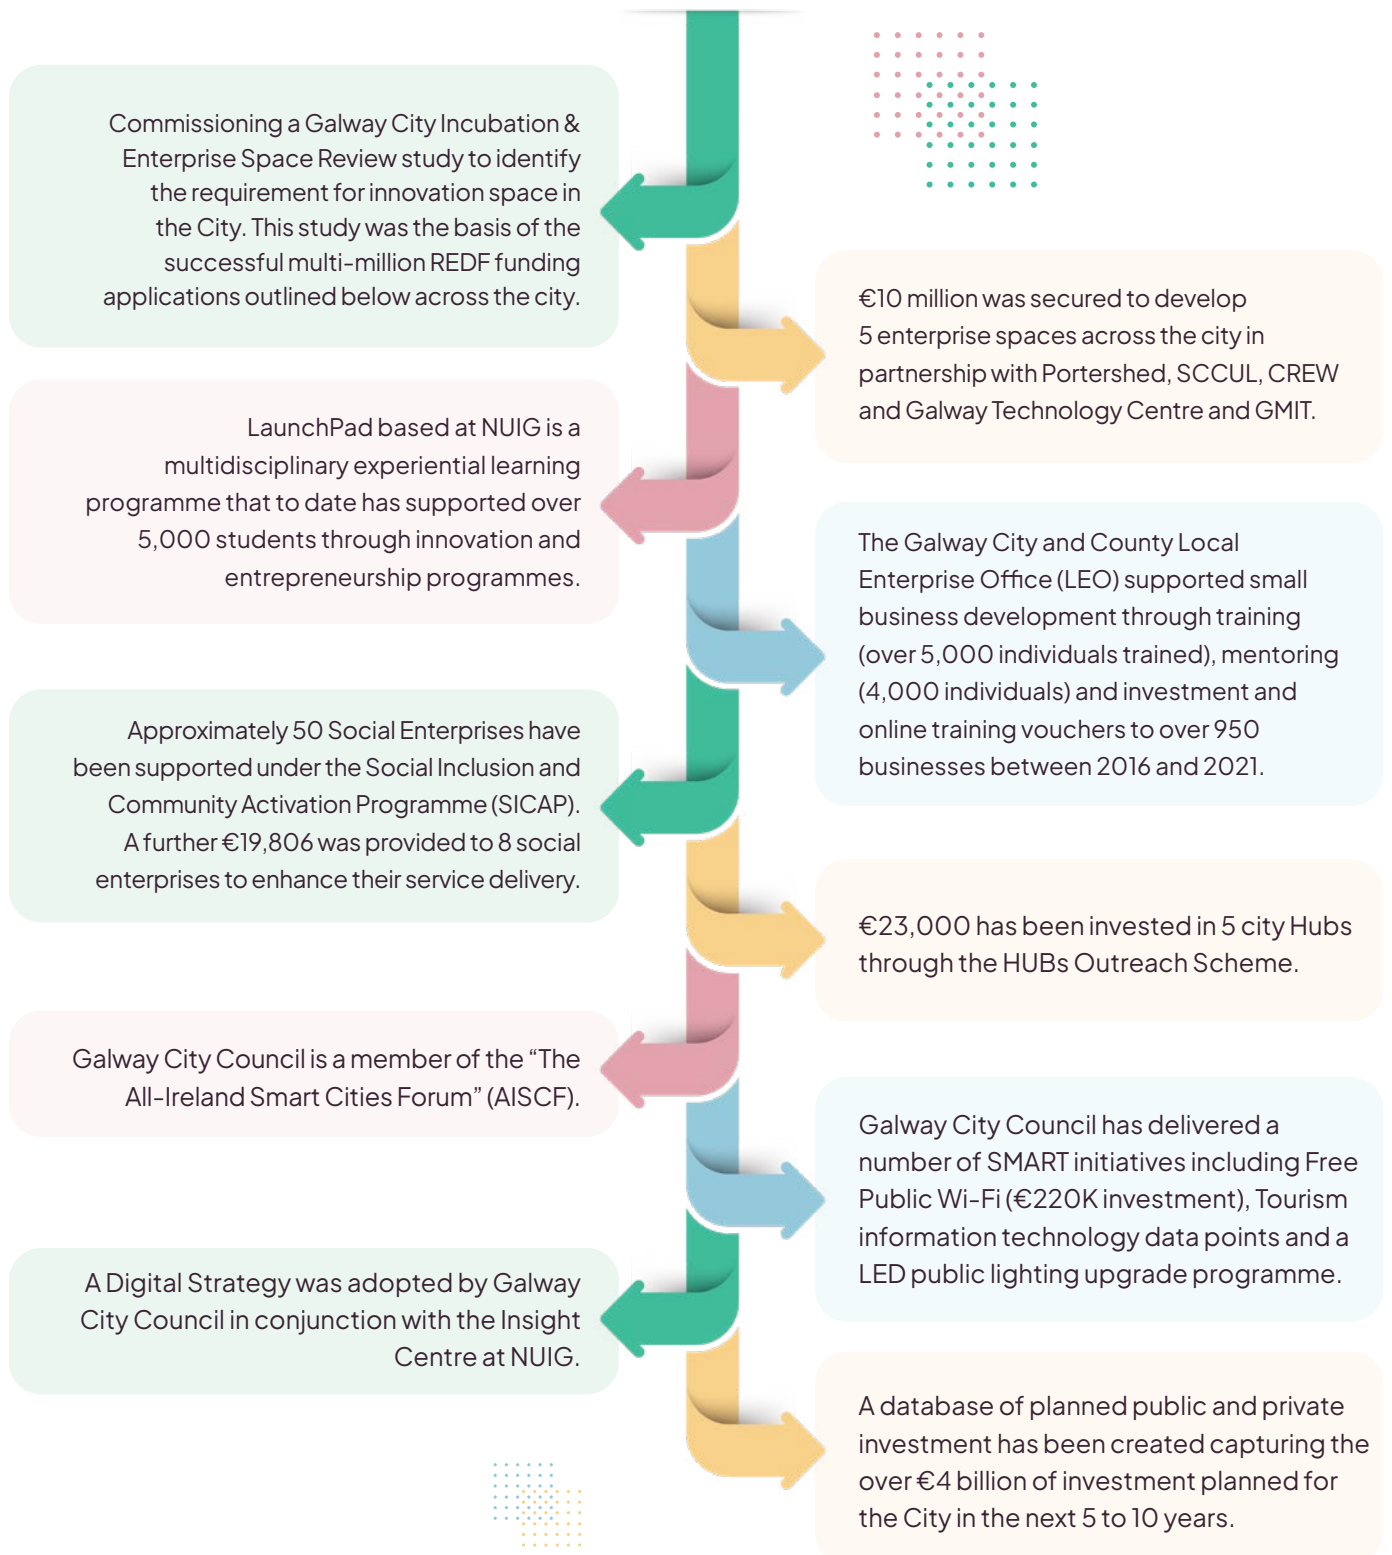 Commissioning a Galway City Incubation &
Enterprise Space Review study to identify
the requirement for innovation space in
the City. This study was the basis of the
successful multi-million REDF funding
applications outlined below across the city.
€10 million was secured to develop
5 enterprise spaces across the city in
partnership with Portershed, SCCUL, CREW
and Galway Technology Centre and GMIT.
LaunchPad based at NUIG is a
multidisciplinary experiential learning
programme that to date has supported over
5,000 students through innovation and
entrepreneurship programmes.
The Galway City and County Local
Enterprise Office (LEO) supported small
business development through training
(over 5,000 individuals trained), mentoring
(4,000 individuals) and investment and
online training vouchers to over 950
businesses between 2016 and 2021.
Approximately 50 Social Enterprises have
been supported under the Social Inclusion and
Community Activation Programme (SICAP).
A further €19,806 was provided to 8 social
enterprises to enhance their service delivery.
€23,000 has been invested in 5 city Hubs
through the HUBs Outreach Scheme.
Galway City Council is a member of the “The
All-Ireland Smart Cities Forum” (AISCF).
Galway City Council has delivered a
number of SMART initiatives including Free
Public Wi-Fi (€220K investment), Tourism
information technology data points and a
LED public lighting upgrade programme.
A Digital Strategy was adopted by Galway
City Council in conjunction with the Insight
Centre at NUIG.
A database of planned public and private
investment has been created capturing the
over €4 billion of investment planned for
the City in the next 5 to 10 years.